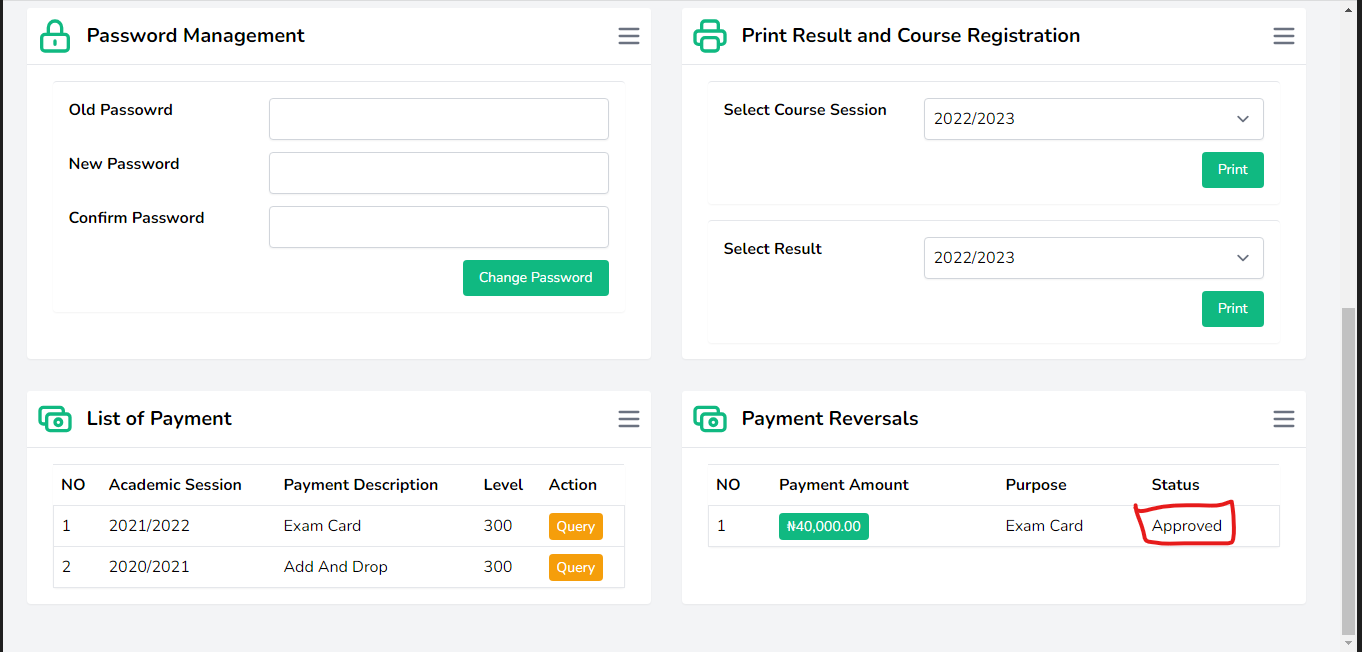 Password Management
Old Passowrd
New Password
Confirm Password
Change Password
Print Result and Course Registration
Select Course Session
2022/2023
Print
Select Result
2022/2023
Print
List of Payment
NO Academic Session Payment Description Level Action
1 2021/2022 Exam Card 300 Query
2 2020/2021 Add And Drop 300 Query
Payment Reversals
NO Payment Amount Purpose Status
1 ₦40,000.00 Exam Card Approved